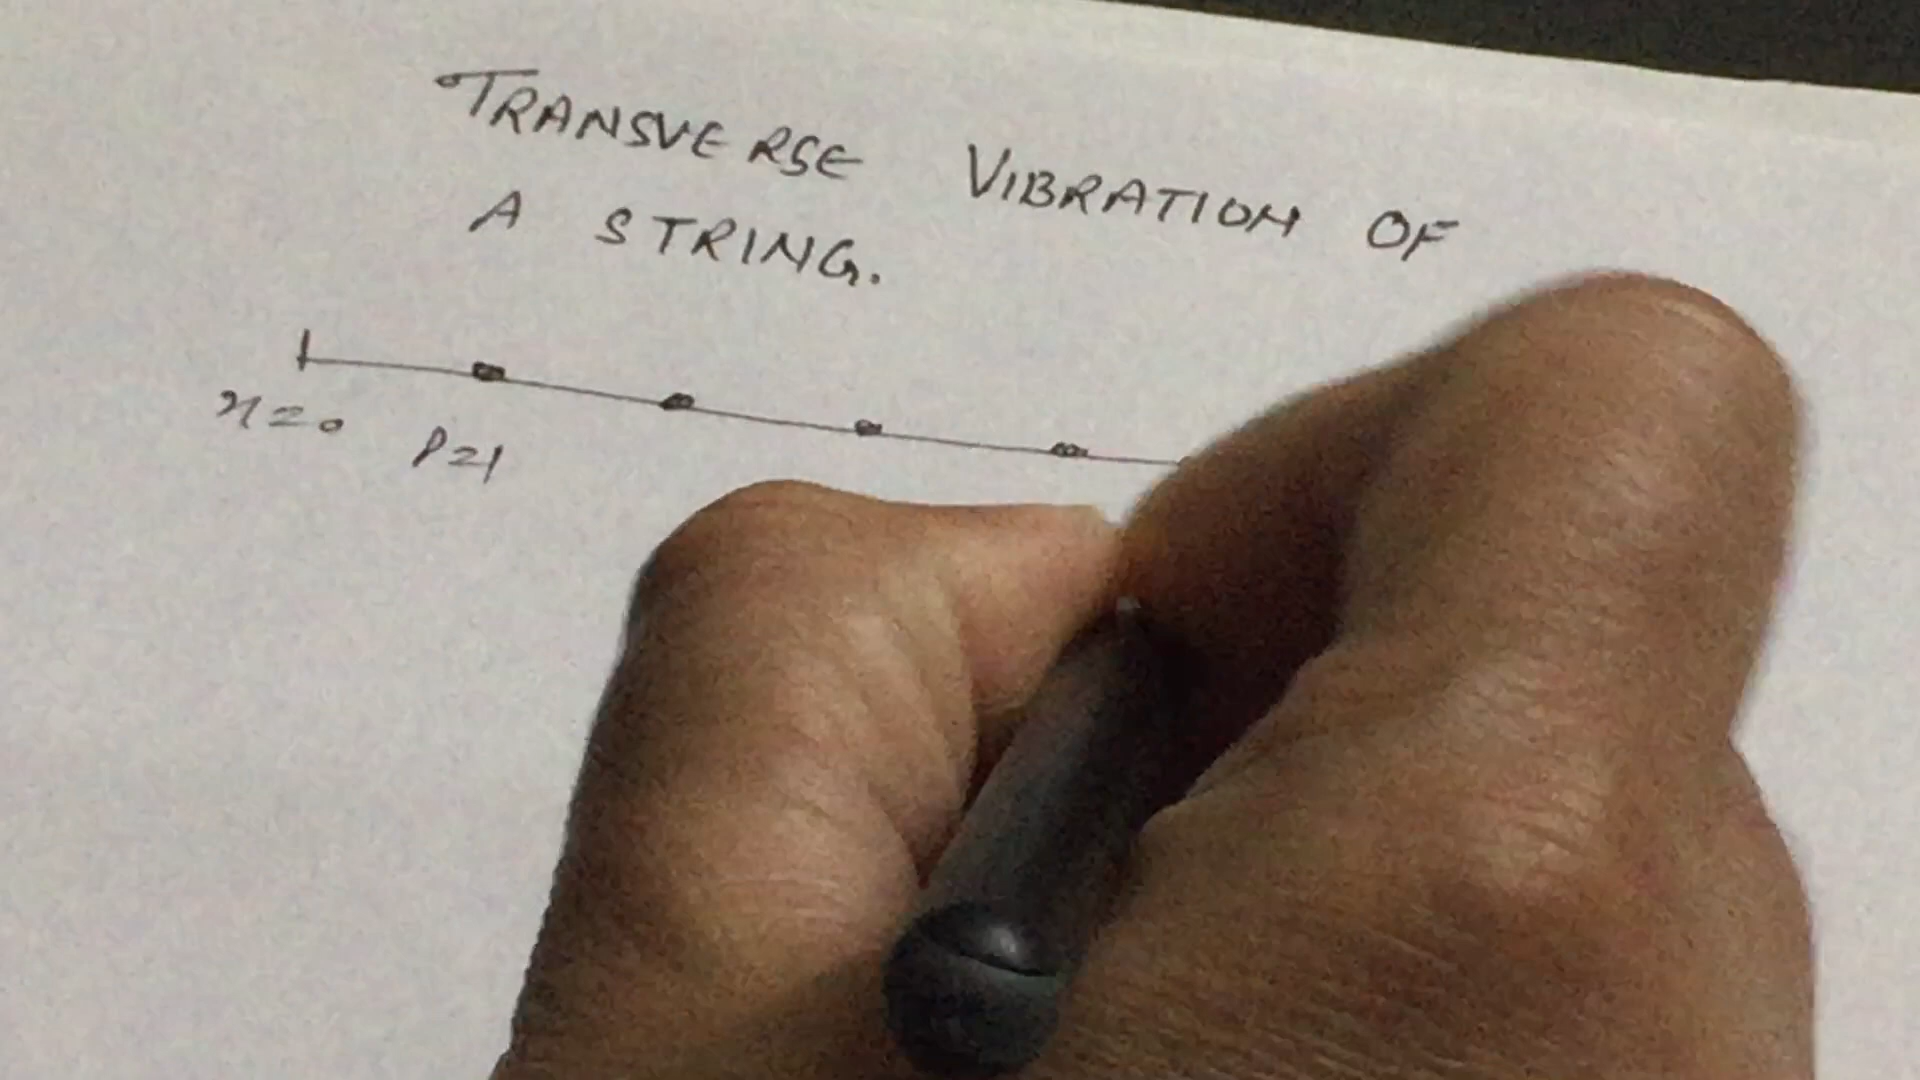 TRANSVERSE VIBRATION OF
A STRING.
x=0 p=1